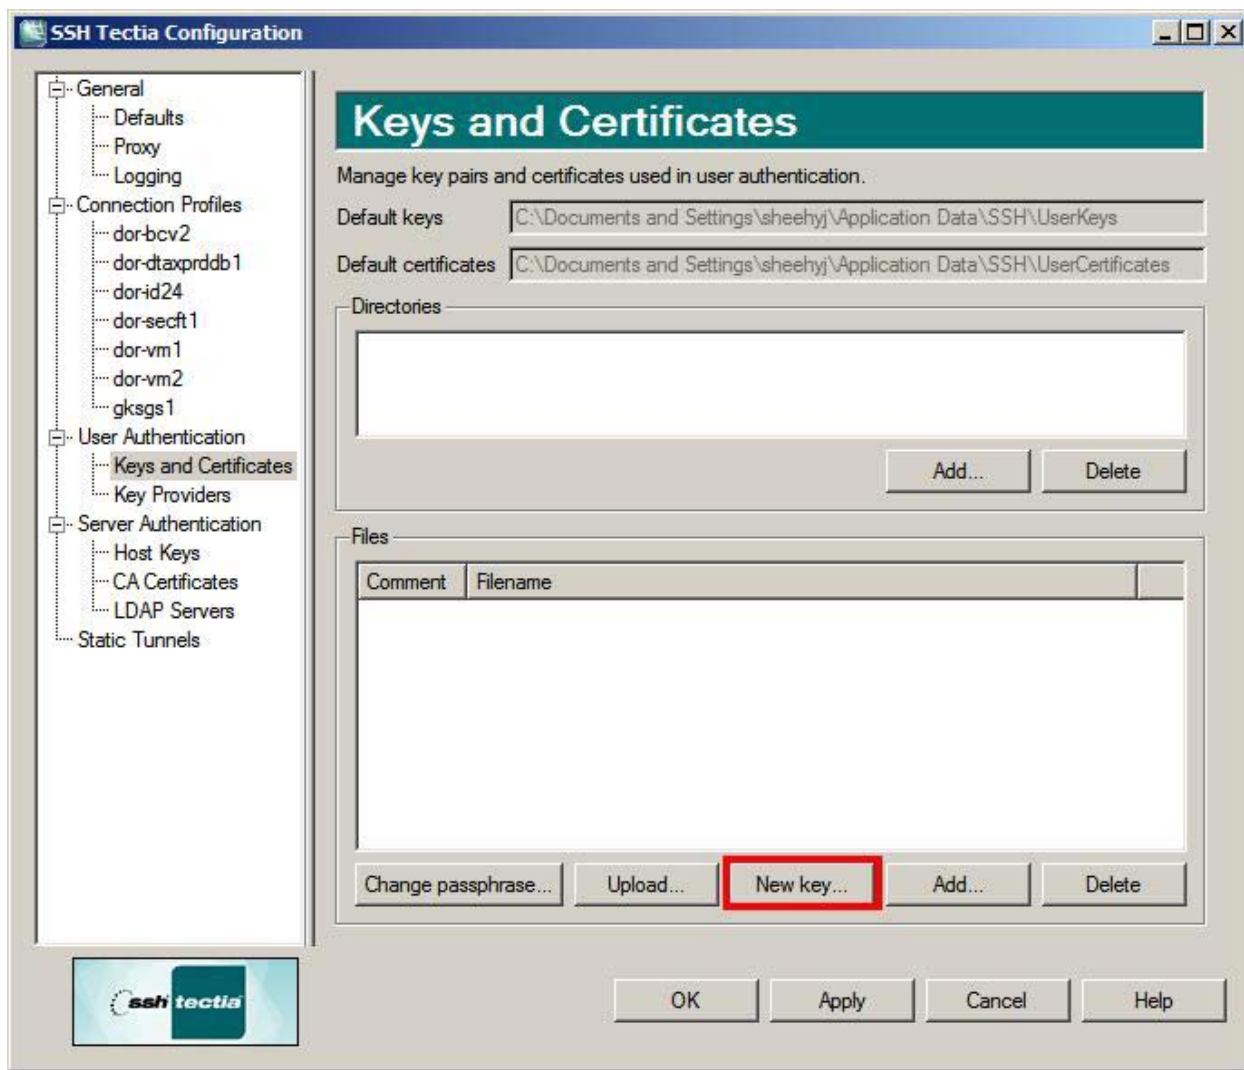 SSH Tectia Configuration
General
Defaults
Proxy
Logging
Connection Profiles
dor-bcv2
dor-dtaxprddb1
dor-id24
dor-secft1
dor-vm1
dor-vm2
gksgs1
User Authentication
Keys and Certificates
Key Providers
Server Authentication
Host Keys
CA Certificates
LDAP Servers
Static Tunnels
ssh tectia
Keys and Certificates
Manage key pairs and certificates used in user authentication.
Default keys C:\Documents and Settings\sheehyj\Application Data\SSH\UserKeys
Default certificates C:\Documents and Settings\sheehyj\Application Data\SSH\UserCertificates
Directories
Add... Delete
Files
Comment Filename
Change passphrase... Upload... New key... Add... Delete
OK Apply Cancel Help